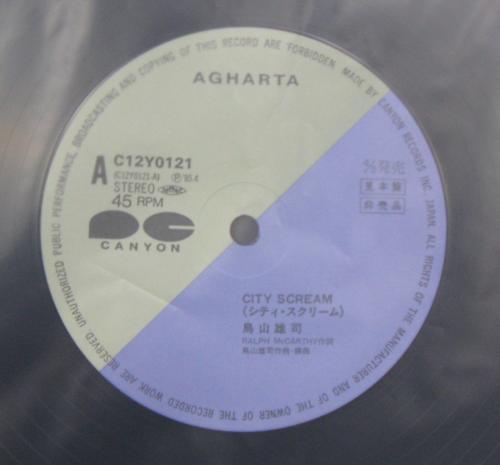 UNAUTHORIZED PUBLIC PERFORMANCE, BROADCASTING AND COPYING OF THIS RECORD ARE FORBIDDEN. MADE BY CANYON RECORDS INC. JAPAN. ALL RIGHTS OF THE MANUFACTURER AND OF THE OWNER OF THE RECORDED WORK ARE RESERVED.
AGHARTA
A
C12Y0121
(C12Y0121-A) Ⓟ'85.4
STEREO
45 RPM
CANYON
発売
見本盤
非売品
CITY SCREAM
(シティ・スクリーム)
鳥山雄司
RALPH McCARTHY作詞
鳥山雄司作曲・編曲